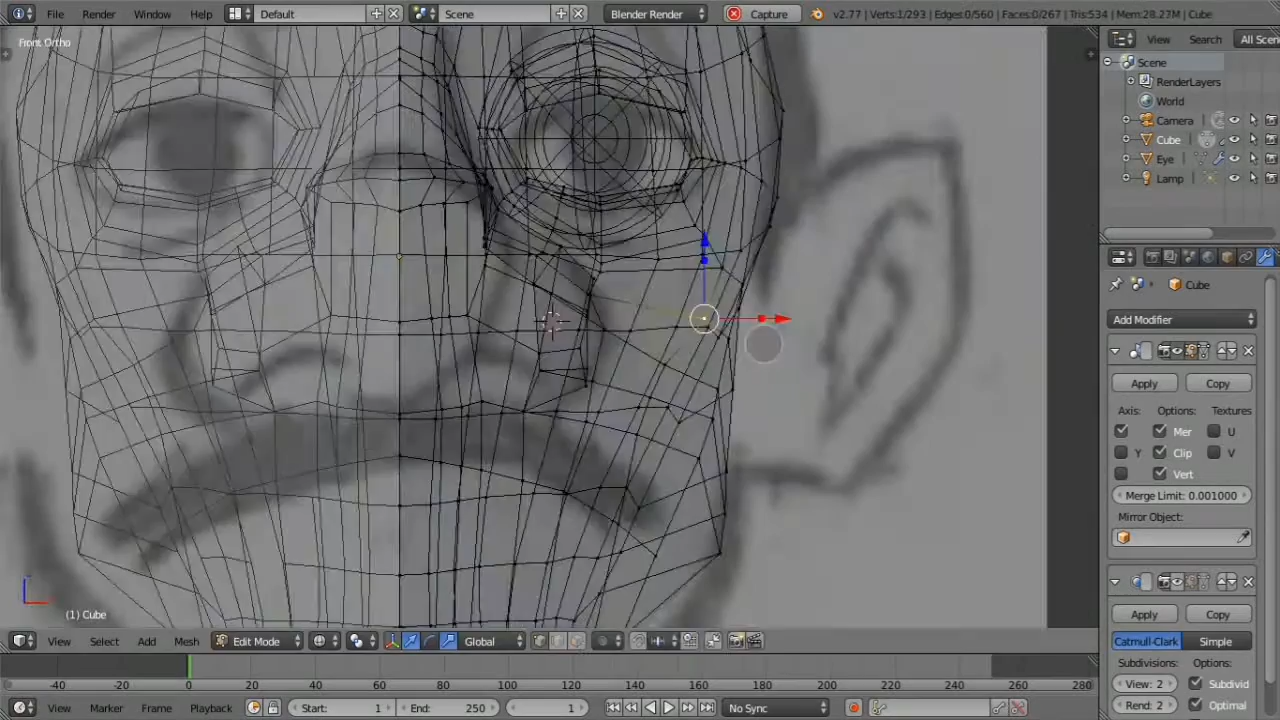 File Render Window Help Default Scene Blender Render Capture v2.77 | Verts:1/293 | Edges:0/560 | Faces:0/267 | Tris:534 | Mem:28.27M | Cube
Front Ortho
View Search All Scen
Scene
RenderLayers
World
Camera
Cube
Eye
Lamp
Cube
Add Modifier
Apply Copy
Axis: Options: Textures
Mer U
Y Clip V
Vert
Merge Limit: 0.001000
Mirror Object:
Apply Copy
Catmull-Clark Simple
Subdivisions: Options:
View: 2 Subdivid
Rend: 2 Optimal
(1) Cube
View Select Add Mesh Edit Mode Global
-40 -20 0 20 40 60 80 100 120 140 160 180 200 220 240 260 280
View Marker Frame Playback Start: 1 End: 250 1 No Sync